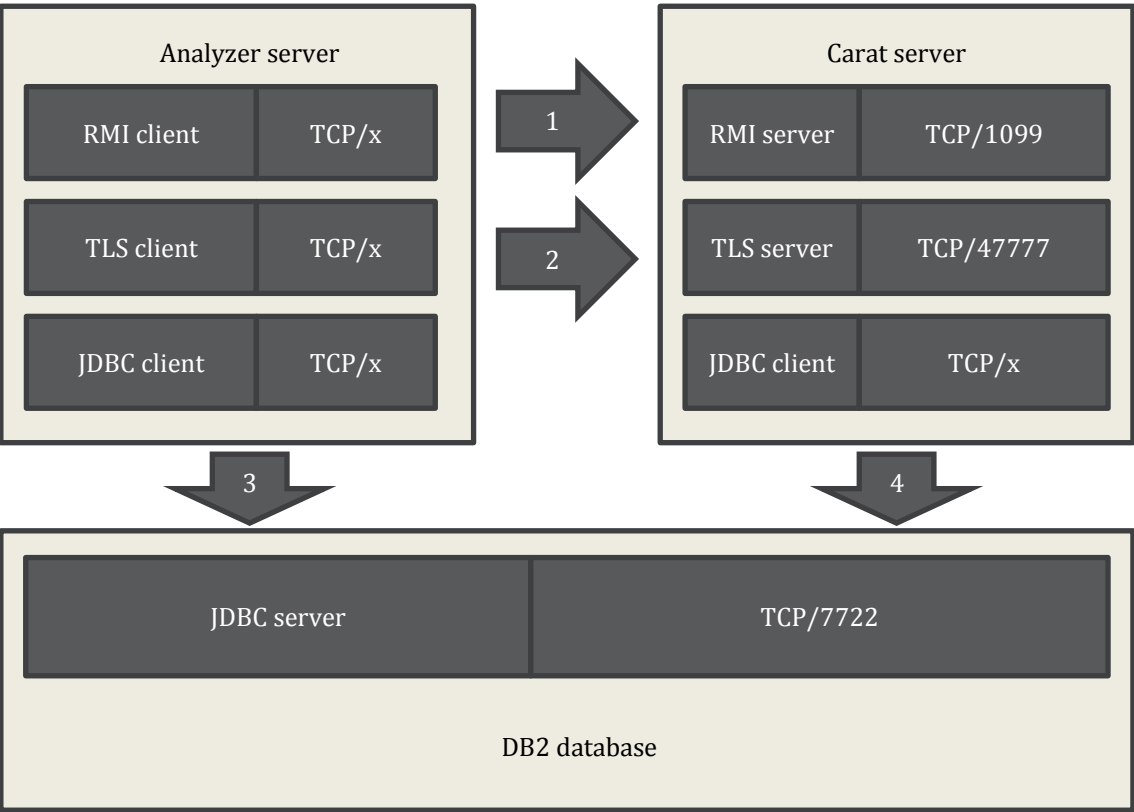 Analyzer server
RMI client TCP/x
TLS client TCP/x
JDBC client TCP/x
1
2
Carat server
RMI server TCP/1099
TLS server TCP/47777
JDBC client TCP/x
3
4
JDBC server TCP/7722
DB2 database